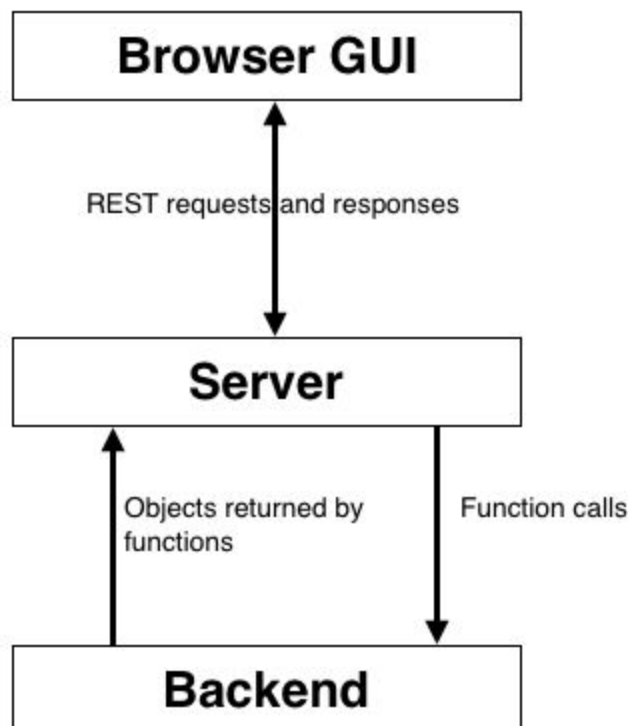 Browser GUI
REST requests and responses
Server
Objects returned by
functions
Function calls
Backend